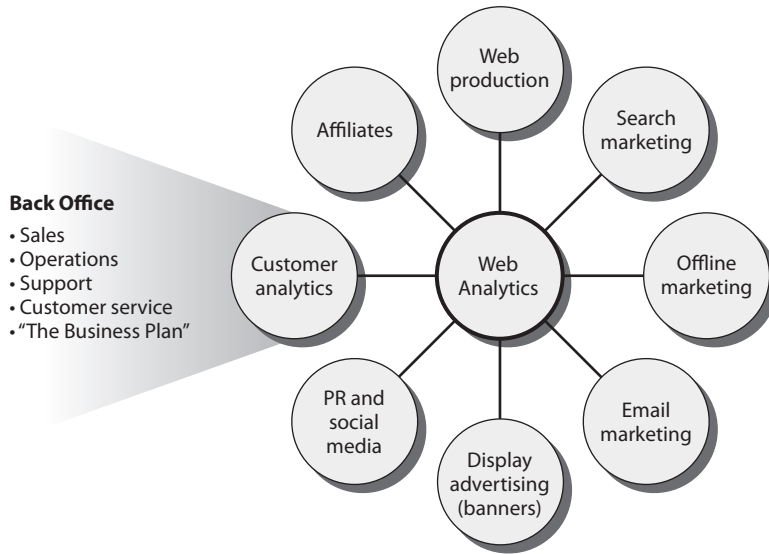 Web
production
Affiliates
Search
marketing
Back Office
• Sales
• Operations
• Support
• Customer service
• “The Business Plan”
Customer
analytics
Web
Analytics
Offline
marketing
PR and
social
media
Email
marketing
Display
advertising
(banners)